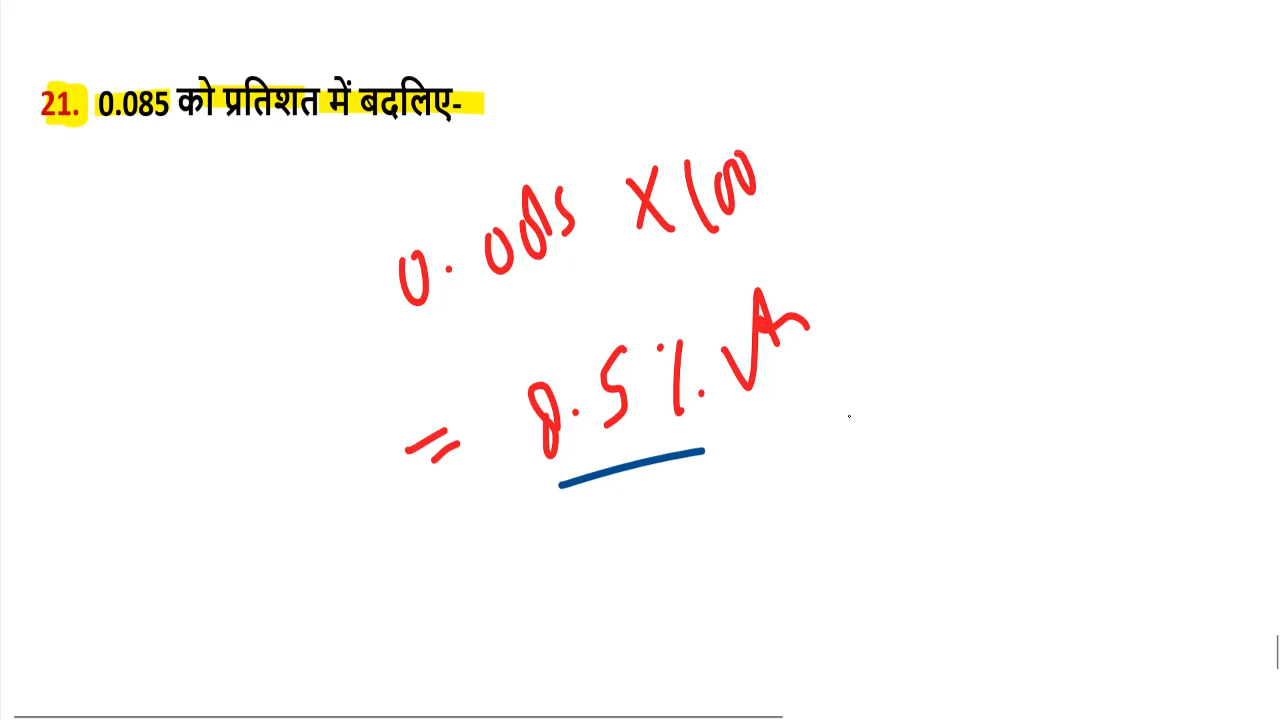 21. 0.085 को प्रतिशत में बदलिए-
0.085 X 100
= 8.5%.